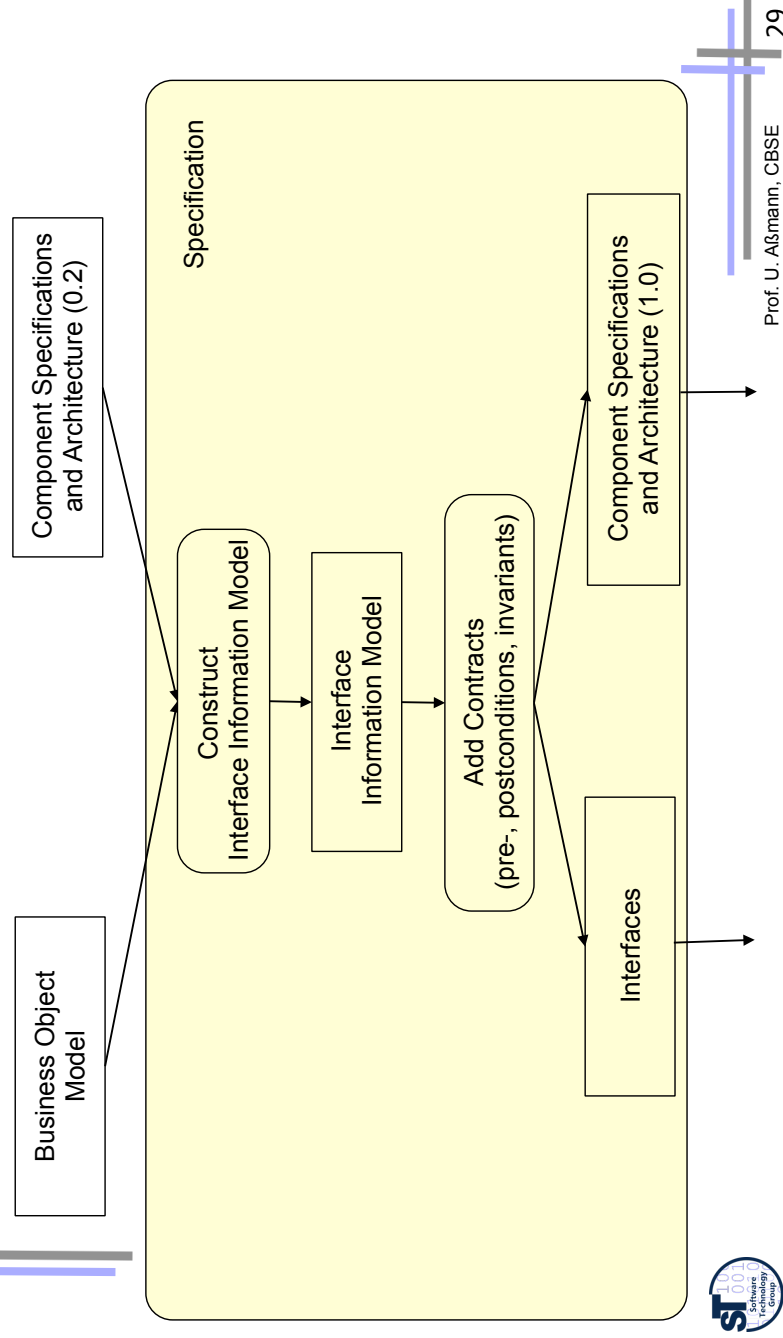 Business Object
Model
Component Specifications
and Architecture (0.2)
Specification
Construct
Interface Information Model
Interface
Information Model
Add Contracts
(pre-, postconditions, invariants)
Interfaces
Component Specifications
and Architecture (1.0)
ST
Software
Technology
Group
Prof. U. Aßmann, CBSE
29